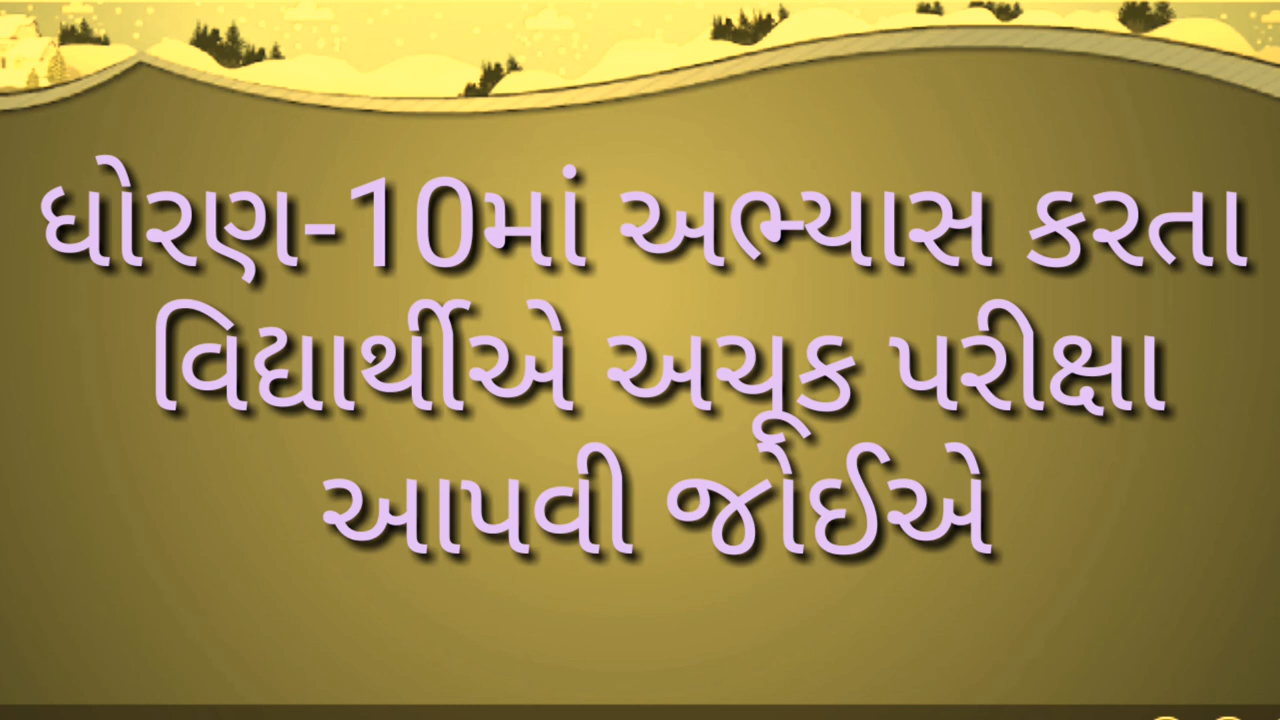 ધોરણ-10માં અભ્યાસ કરતા
વિદ્યાર્થીએ અચૂક પરીક્ષા
આપવી જોઈએ